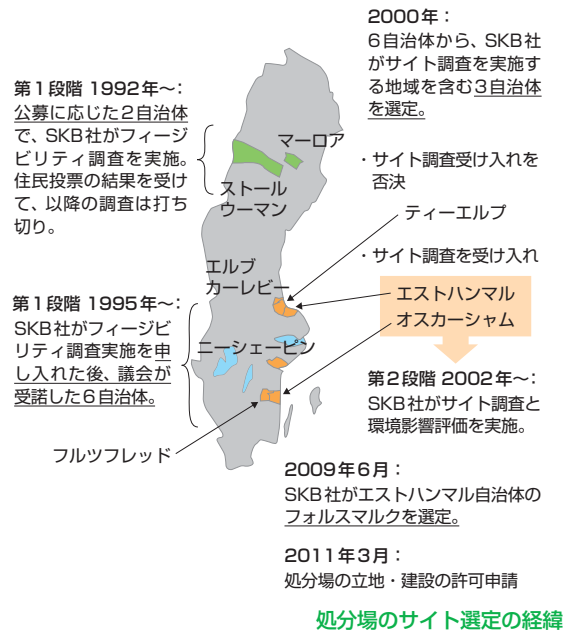 2000年：
6自治体から、SKB社
がサイト調査を実施す
る地域を含む3自治体
を選定。
第1段階 1992年～：
公募に応じた2自治体
で、SKB社がフィージ
ビリティ調査を実施。
住民投票の結果を受け
て、以降の調査は打ち
切り。
マーロア
ストール
ウーマン
・サイト調査受け入れを
否決
ティーエルプ
・サイト調査を受け入れ
エストハンマル
オスカーシャム
エルブ
カーレビー
ニーシェーピン
第1段階 1995年～：
SKB社がフィージビ
リティ調査実施を申
し入れた後、議会が
受諾した6自治体。
フルツフレッド
第2段階 2002年～：
SKB社がサイト調査と
環境影響評価を実施。
2009年6月：
SKB社がエストハンマル自治体の
フォルスマルクを選定。
2011年3月：
処分場の立地・建設の許可申請
処分場のサイト選定の経緯